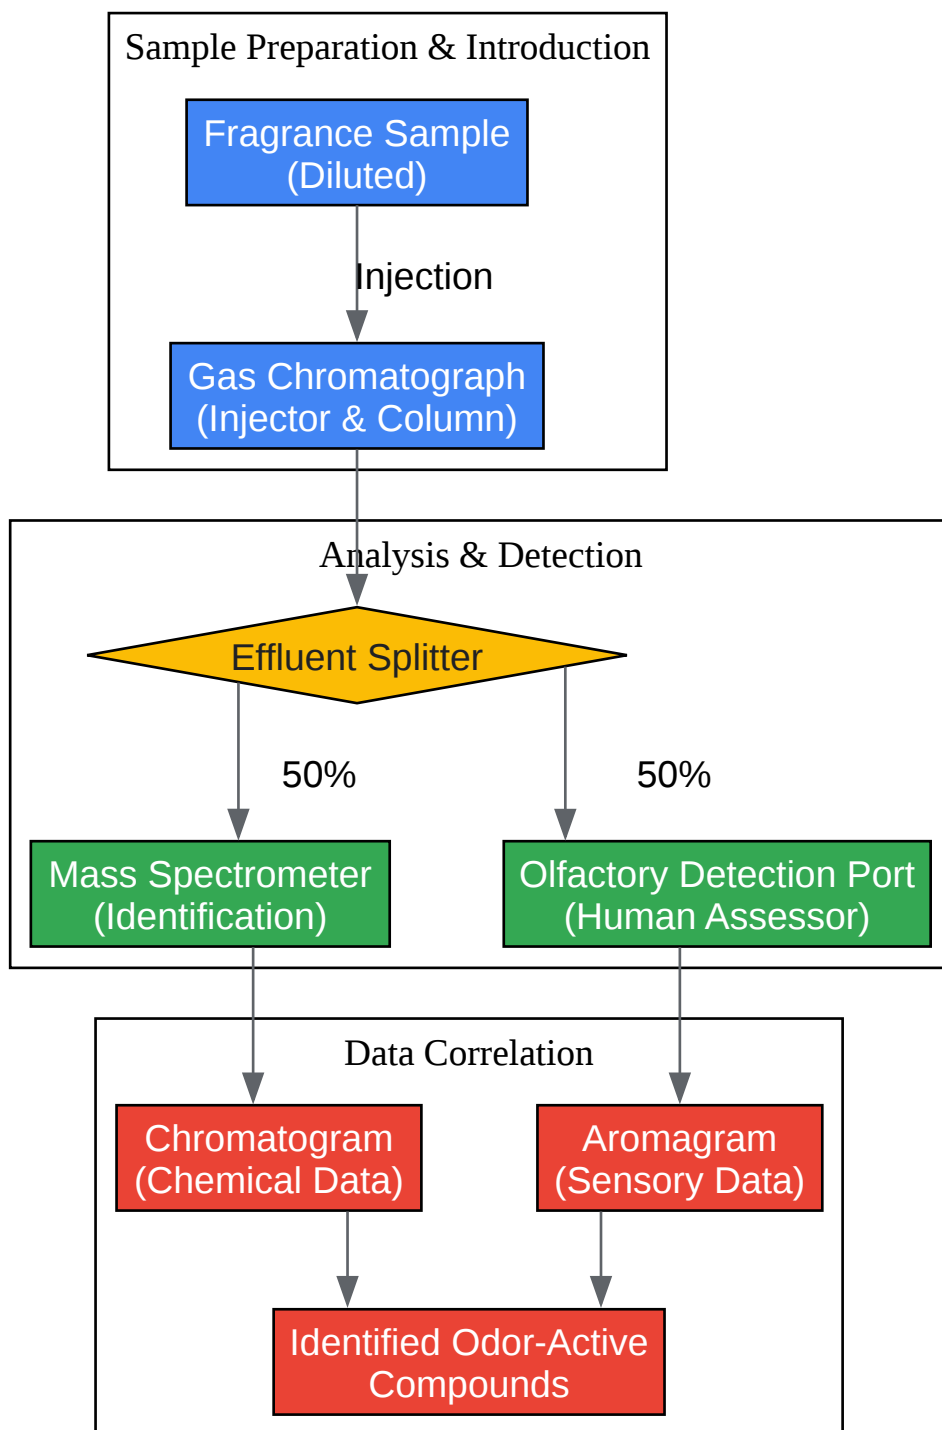 Sample Preparation & Introduction
Fragrance Sample
(Diluted)
Injection
Gas Chromatograph
(Injector & Column)
Analysis & Detection
Effluent Splitter
50%
50%
Mass Spectrometer
(Identification)
Olfactory Detection Port
(Human Assessor)
Data Correlation
Chromatogram
(Chemical Data)
Aromagram
(Sensory Data)
Identified Odor-Active
Compounds